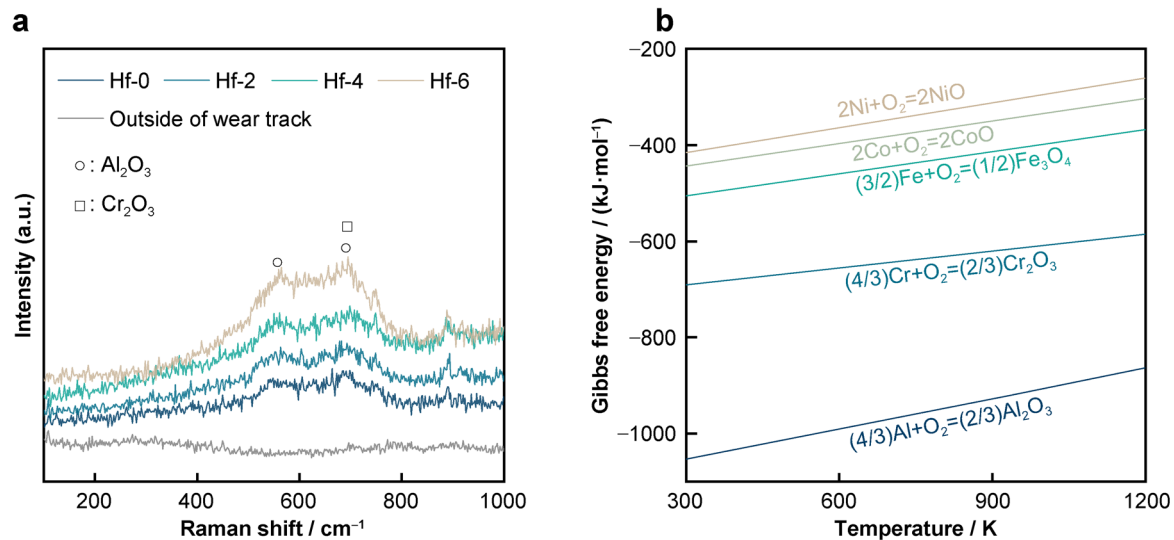 a
Hf-0 Hf-2 Hf-4 Hf-6
Outside of wear track
: Al₂O₃
: Cr₂O₃
Intensity (a.u.)
200 400 600 800 1000
Raman shift / cm⁻¹
b
−200
−400
−600
−800
−1000
Gibbs free energy / (kJ·mol⁻¹)
2Ni+O₂=2NiO
2Co+O₂=2CoO
(3/2)Fe+O₂=(1/2)Fe₃O₄
(4/3)Cr+O₂=(2/3)Cr₂O₃
(4/3)Al+O₂=(2/3)Al₂O₃
300 600 900 1200
Temperature / K